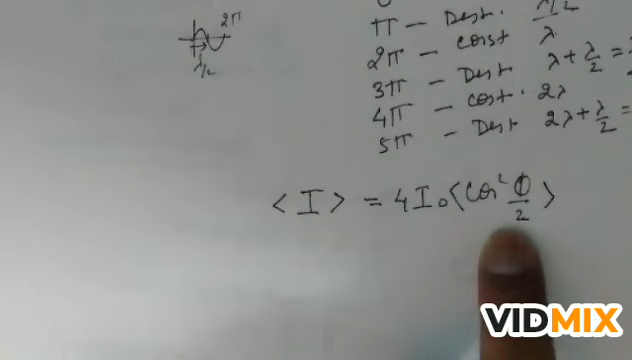 2π
λ/2
π - Dest. λ/2
2π - const λ
3π - Dest λ + λ/2 =
4π - const. 2λ
5π - Dest 2λ + λ/2 =
< I > = 4I₀ ⟨cos² Φ/2⟩
VIDMIX